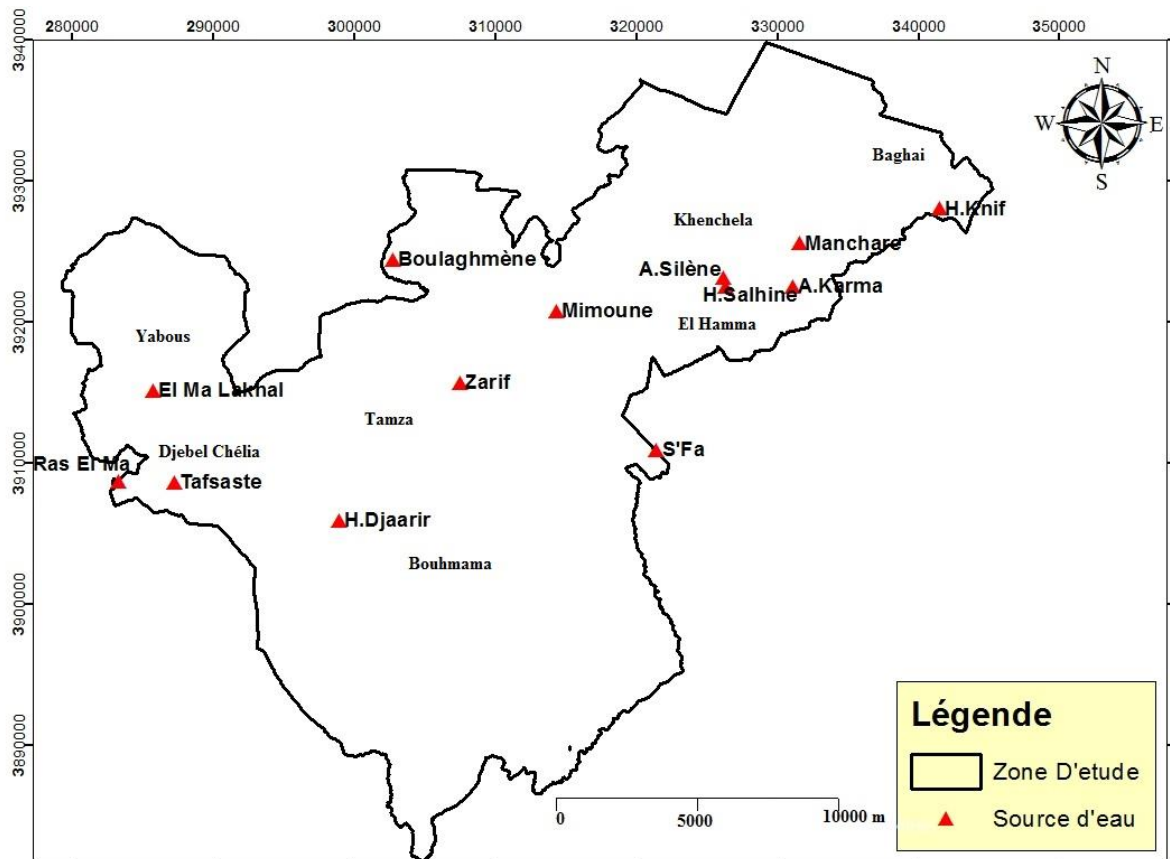 280000 290000 300000 310000 320000 330000 340000 350000
3940000
3930000
3920000
3910000
3900000
3890000
N
W E
S
Baghai
H.Knif
Khenchela
Manchare
Boulaghmène
A.Silène
A.Karma
H.Salhine
Mimoune
El Hamma
Yabous
Zarif
El Ma Lakhal
Tamza
Djebel Chélia
S'Fa
Ras El Ma
Tafsaste
H.Djaarir
Bouhmama
Légende
Zone D'etude
Source d'eau
0 5000 10000 m